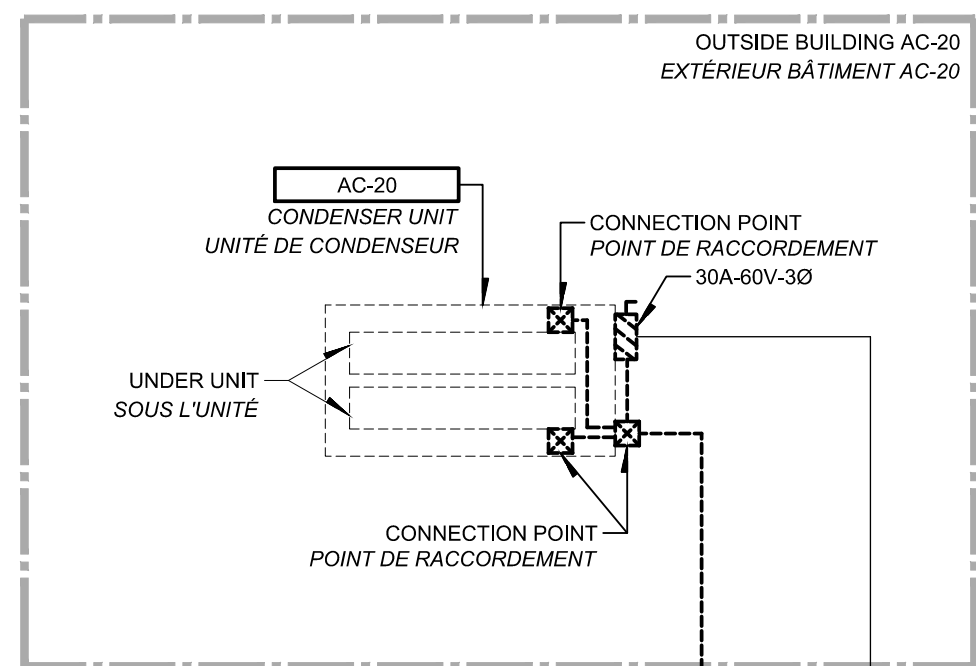 OUTSIDE BUILDING AC-20
EXTÉRIEUR BÂTIMENT AC-20
AC-20
CONDENSER UNIT
UNITÉ DE CONDENSEUR
CONNECTION POINT
POINT DE RACCORDEMENT
30A-60V-3Ø
UNDER UNIT
SOUS L'UNITÉ
CONNECTION POINT
POINT DE RACCORDEMENT